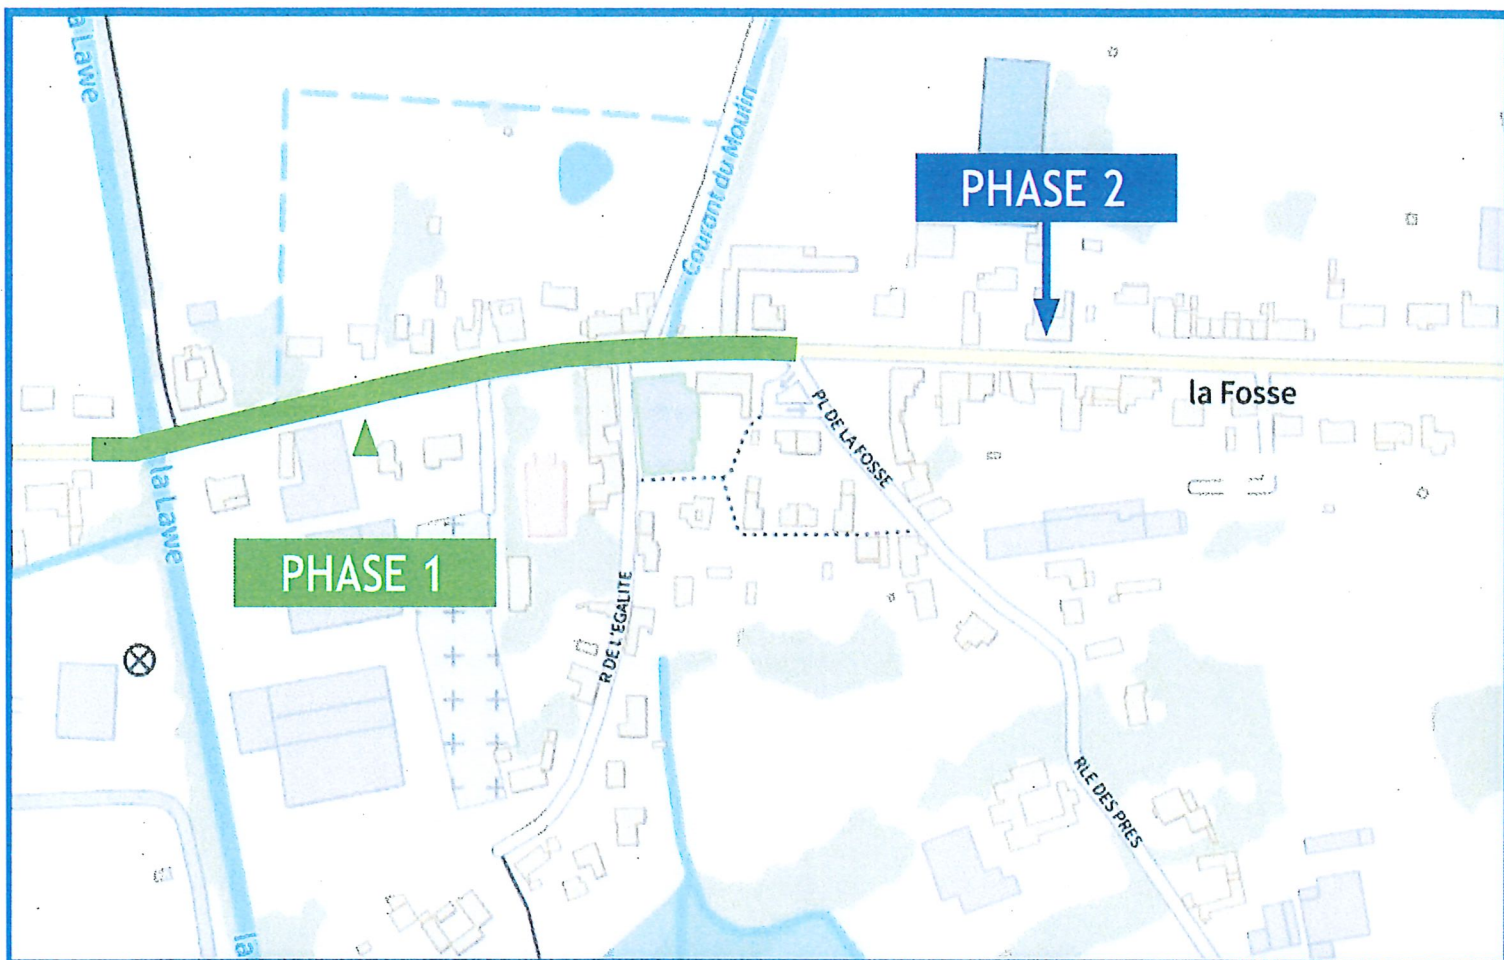 la Lawe
Courant du Moulin
PHASE 2
la Fosse
PL DE LA FOSSE
la Lawe
PHASE 1
R DE L'EGALITE
RLE DES PRES
la